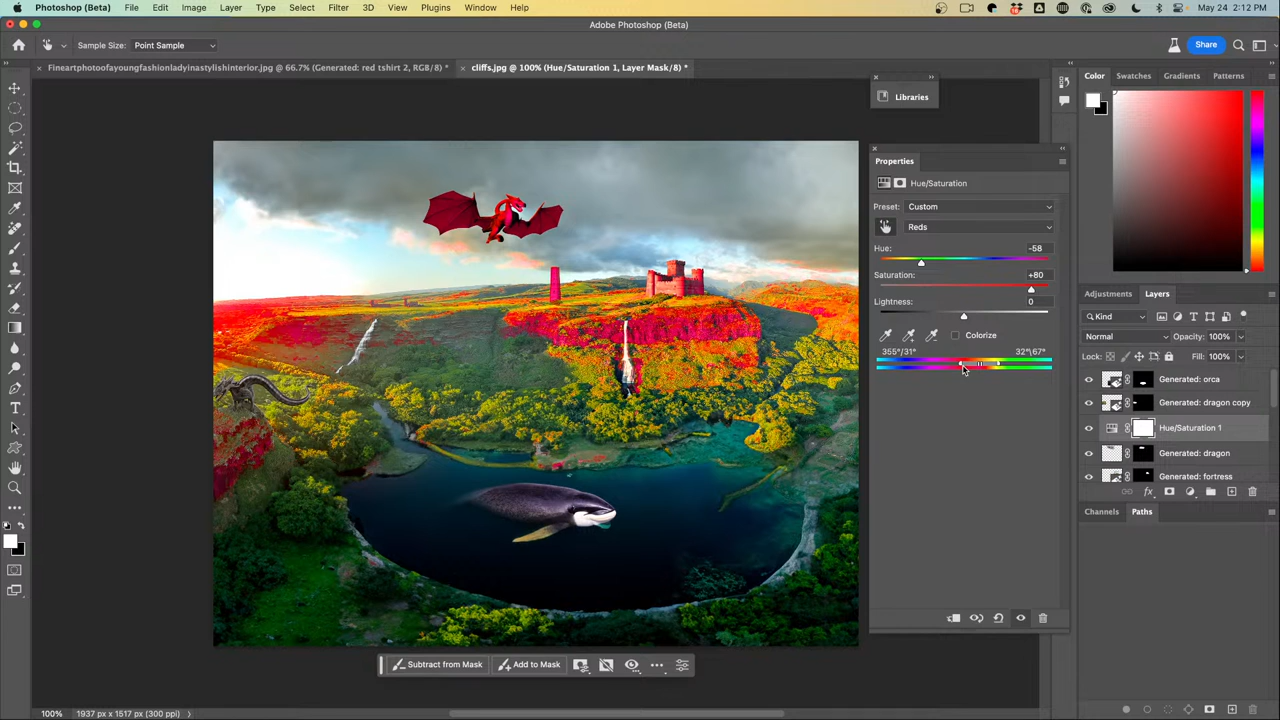 Photoshop (Beta) File Edit Image Layer Type Select Filter 3D View Plugins Window Help
May 24 2:12 PM
Adobe Photoshop (Beta)
Sample Size: Point Sample
Share
× Fineartphotoofayoungfashionladyinastylishinterior.jpg @ 66.7% (Generated: red tshirt 2, RGB/8) *
× cliffs.jpg @ 100% (Hue/Saturation 1, Layer Mask/8) *
Libraries
Color Swatches Gradients Patterns
Properties
Hue/Saturation
Preset: Custom
Reds
Hue: -58
Saturation: +80
Lightness: 0
Colorize
355°/31° 32°\67°
Adjustments Layers
Kind
Normal Opacity: 100%
Lock: Fill: 100%
Generated: orca
Generated: dragon copy
Hue/Saturation 1
Generated: dragon
Generated: fortress
fx
Channels Paths
Subtract from Mask Add to Mask
100% 1937 px x 1517 px (300 ppi)